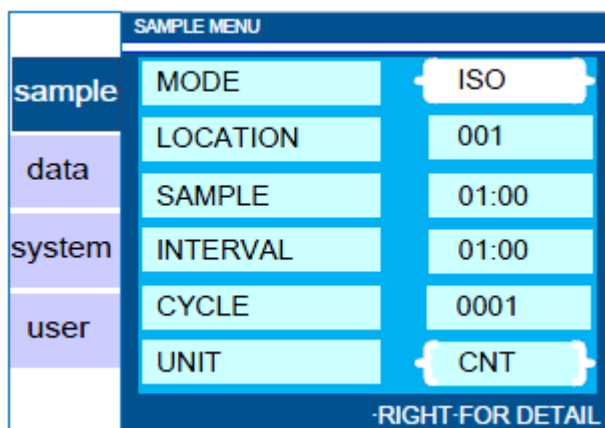 SAMPLE MENU
sample
data
system
user
MODE ISO
LOCATION 001
SAMPLE 01:00
INTERVAL 01:00
CYCLE 0001
UNIT CNT
-RIGHT-FOR DETAIL